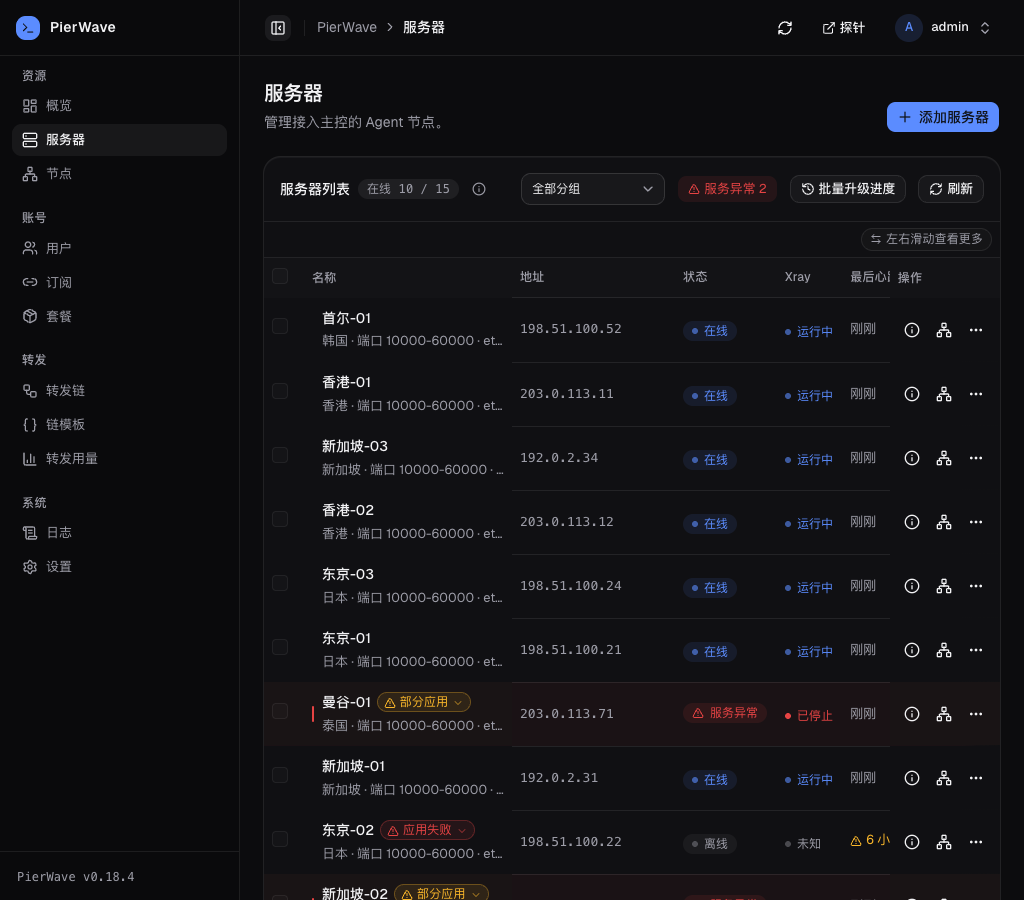 PierWave
PierWave > 服务器
探针
A admin
资源
概览
服务器
节点
账号
用户
订阅
套餐
转发
转发链
链模板
转发用量
系统
日志
设置
PierWave v0.18.4
服务器
管理接入主控的 Agent 节点。
添加服务器
服务器列表 在线 10 / 15 全部分组 服务异常 2 批量升级进度 刷新
左右滑动查看更多
名称 地址 状态 Xray 最后心 操作
首尔-01
韩国 · 端口 10000-60000 · et…
198.51.100.52 在线 运行中 刚刚
香港-01
香港 · 端口 10000-60000 · et…
203.0.113.11 在线 运行中 刚刚
新加坡-03
新加坡 · 端口 10000-60000 · …
192.0.2.34 在线 运行中 刚刚
香港-02
香港 · 端口 10000-60000 · et…
203.0.113.12 在线 运行中 刚刚
东京-03
日本 · 端口 10000-60000 · et…
198.51.100.24 在线 运行中 刚刚
东京-01
日本 · 端口 10000-60000 · et…
198.51.100.21 在线 运行中 刚刚
曼谷-01 部分应用
泰国 · 端口 10000-60000 · et…
203.0.113.71 服务异常 已停止 刚刚
新加坡-01
新加坡 · 端口 10000-60000 · …
192.0.2.31 在线 运行中 刚刚
东京-02 应用失败
日本 · 端口 10000-60000 · et…
198.51.100.22 离线 未知 6 小
新加坡-02 部分应用